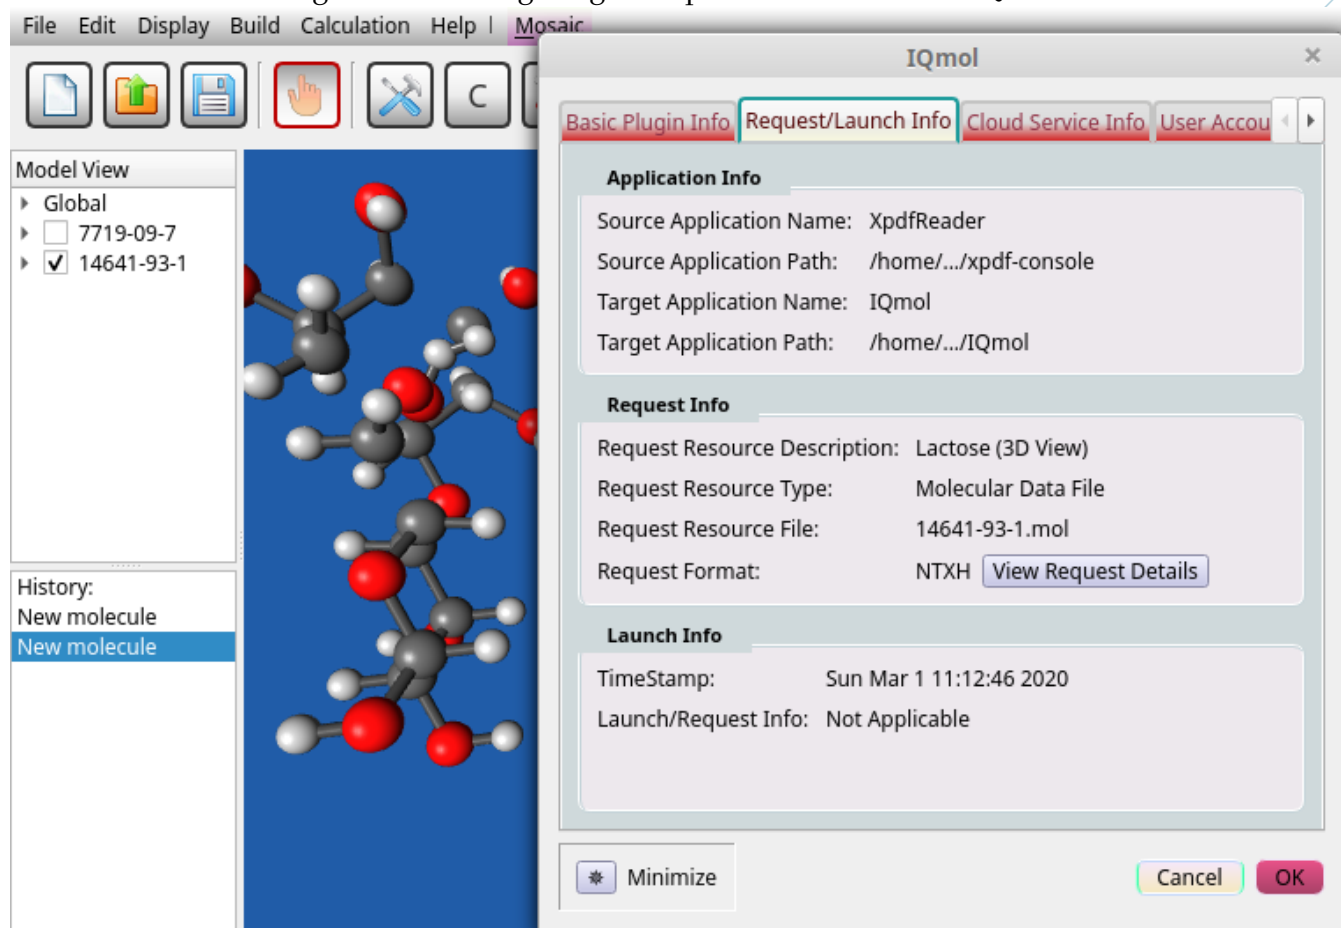 File Edit Display Build Calculation Help | Mosaic
C
IQmol
Basic Plugin Info Request/Launch Info Cloud Service Info User Accou
Model View
Global
7719-09-7
14641-93-1
History:
New molecule
New molecule
Application Info
Source Application Name: XpdfReader
Source Application Path: /home/.../xpdf-console
Target Application Name: IQmol
Target Application Path: /home/.../IQmol
Request Info
Request Resource Description: Lactose (3D View)
Request Resource Type: Molecular Data File
Request Resource File: 14641-93-1.mol
Request Format: NTXH View Request Details
Launch Info
TimeStamp: Sun Mar 1 11:12:46 2020
Launch/Request Info: Not Applicable
Minimize
Cancel OK